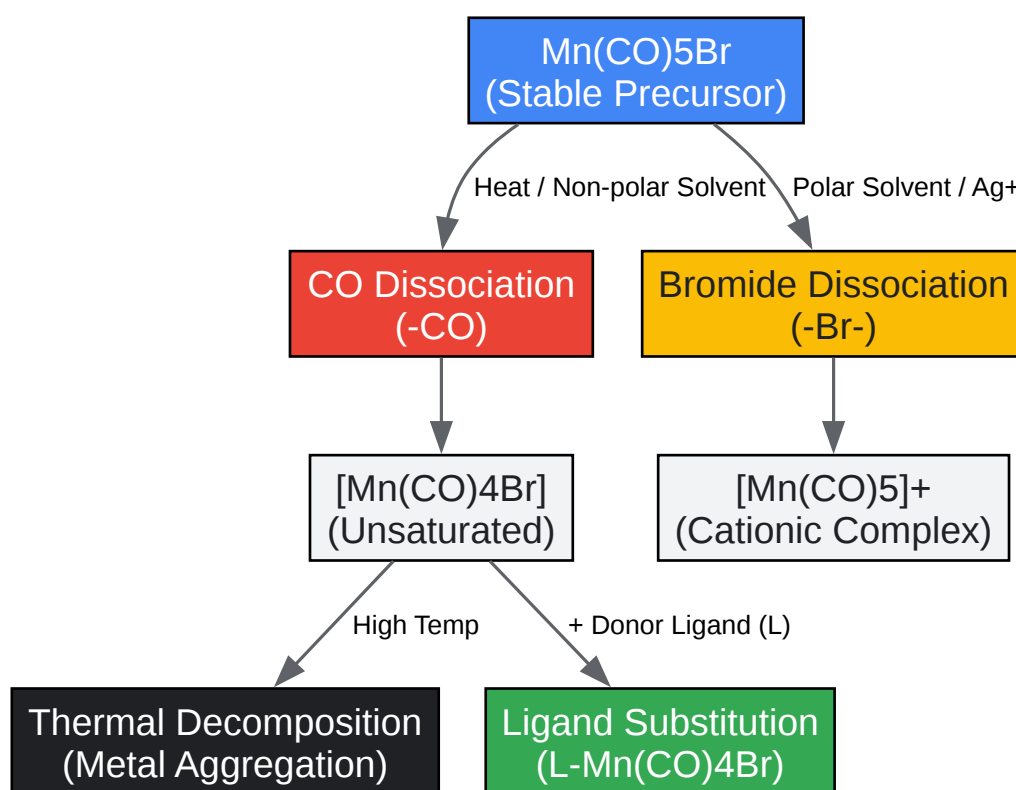 Mn(CO)5Br
(Stable Precursor)
Heat / Non-polar Solvent
Polar Solvent / Ag+
CO Dissociation
(-CO)
Bromide Dissociation
(-Br-)
[Mn(CO)4Br]
(Unsaturated)
[Mn(CO)5]+
(Cationic Complex)
High Temp
+ Donor Ligand (L)
Thermal Decomposition
(Metal Aggregation)
Ligand Substitution
(L-Mn(CO)4Br)